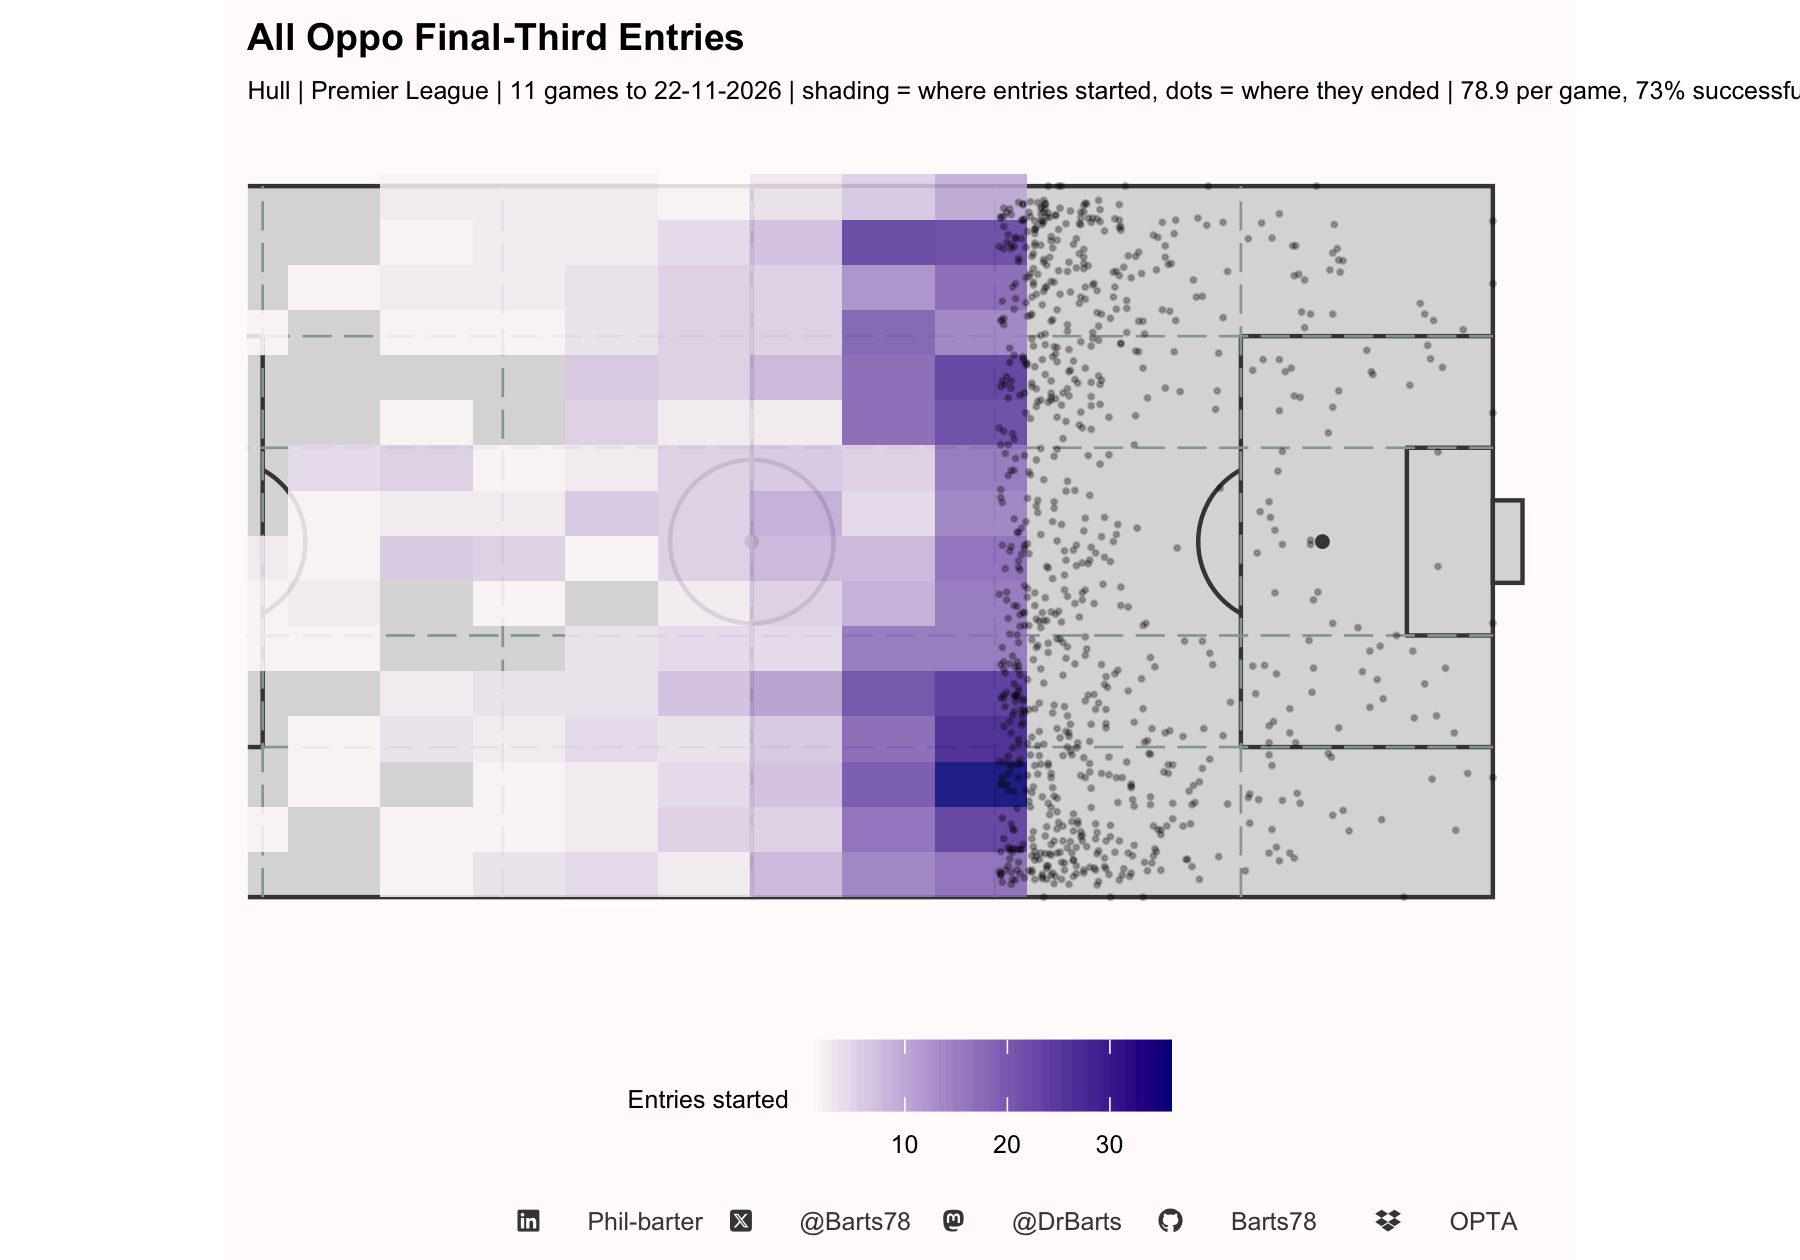 All Oppo Final-Third Entries
Hull | Premier League | 11 games to 22-11-2026 | shading = where entries started, dots = where they ended | 78.9 per game, 73% successfu
Entries started
10 20 30
Phil-barter @Barts78 @DrBarts Barts78 OPTA